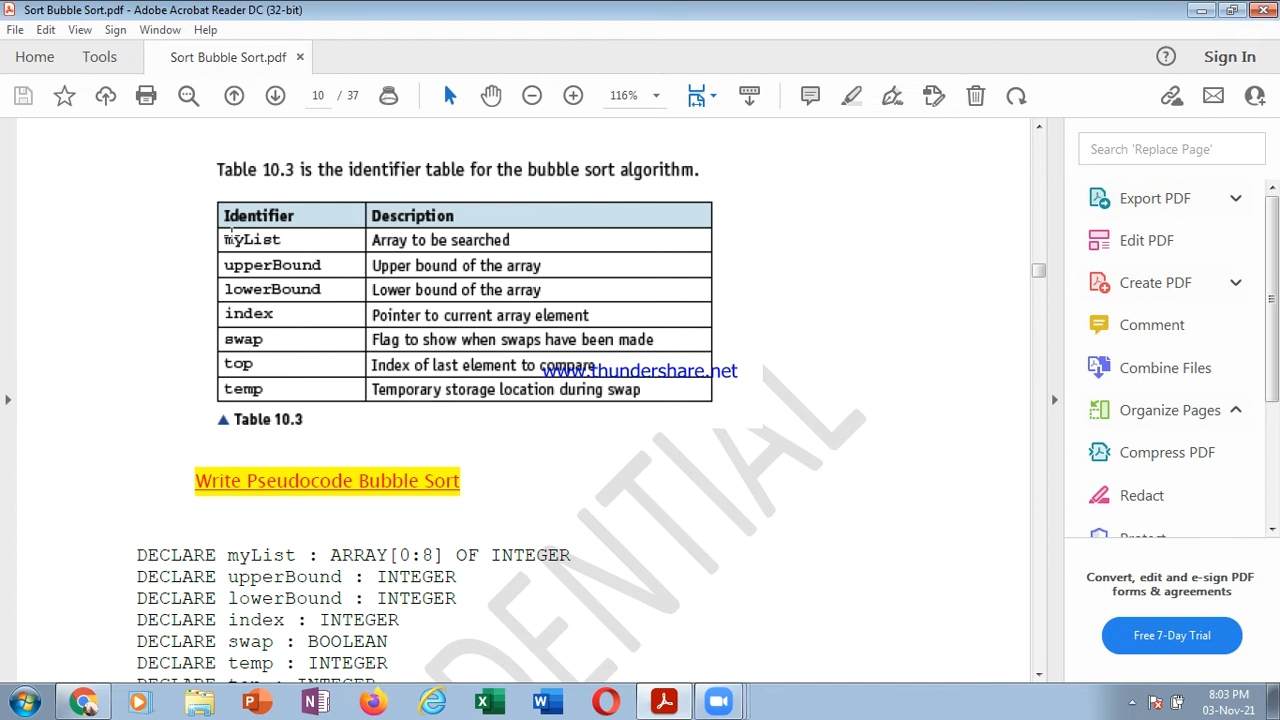 Sort Bubble Sort.pdf - Adobe Acrobat Reader DC (32-bit)
File Edit View Sign Window Help
Home Tools Sort Bubble Sort.pdf × Sign In
10 / 37 116%
Table 10.3 is the identifier table for the bubble sort algorithm.
Identifier Description
myList Array to be searched
upperBound Upper bound of the array
lowerBound Lower bound of the array
index Pointer to current array element
swap Flag to show when swaps have been made
top Index of last element to compare
www.thundershare.net
temp Temporary storage location during swap
▲ Table 10.3
Write Pseudocode Bubble Sort
DECLARE myList : ARRAY[0:8] OF INTEGER
DECLARE upperBound : INTEGER
DECLARE lowerBound : INTEGER
DECLARE index : INTEGER
DECLARE swap : BOOLEAN
DECLARE temp : INTEGER
DECLARE top : INTEGER
DENTIAL
Search 'Replace Page'
Export PDF
Edit PDF
Create PDF
Comment
Combine Files
Organize Pages
Compress PDF
Redact
Protect
Convert, edit and e-sign PDF
forms & agreements
Free 7-Day Trial
8:03 PM
03-Nov-21